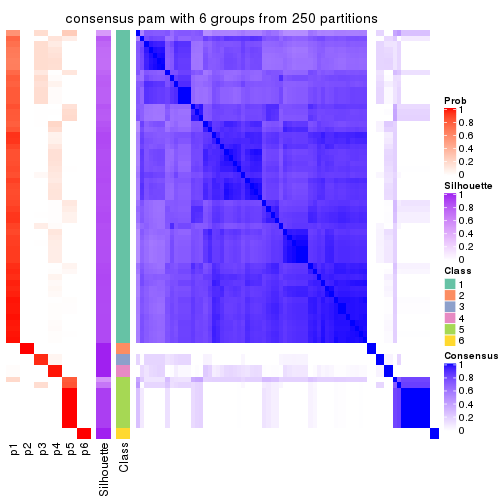 consensus pam with 6 groups from 250 partitions
Prob
1
0.8
0.6
0.4
0.2
0
Silhouette
1
0.8
0.6
0.4
0.2
0
Class
1
2
3
4
5
6
Consensus
1
0.8
0.6
0.4
0.2
0
p1
p2
p3
p4
p5
p6
Silhouette
Class